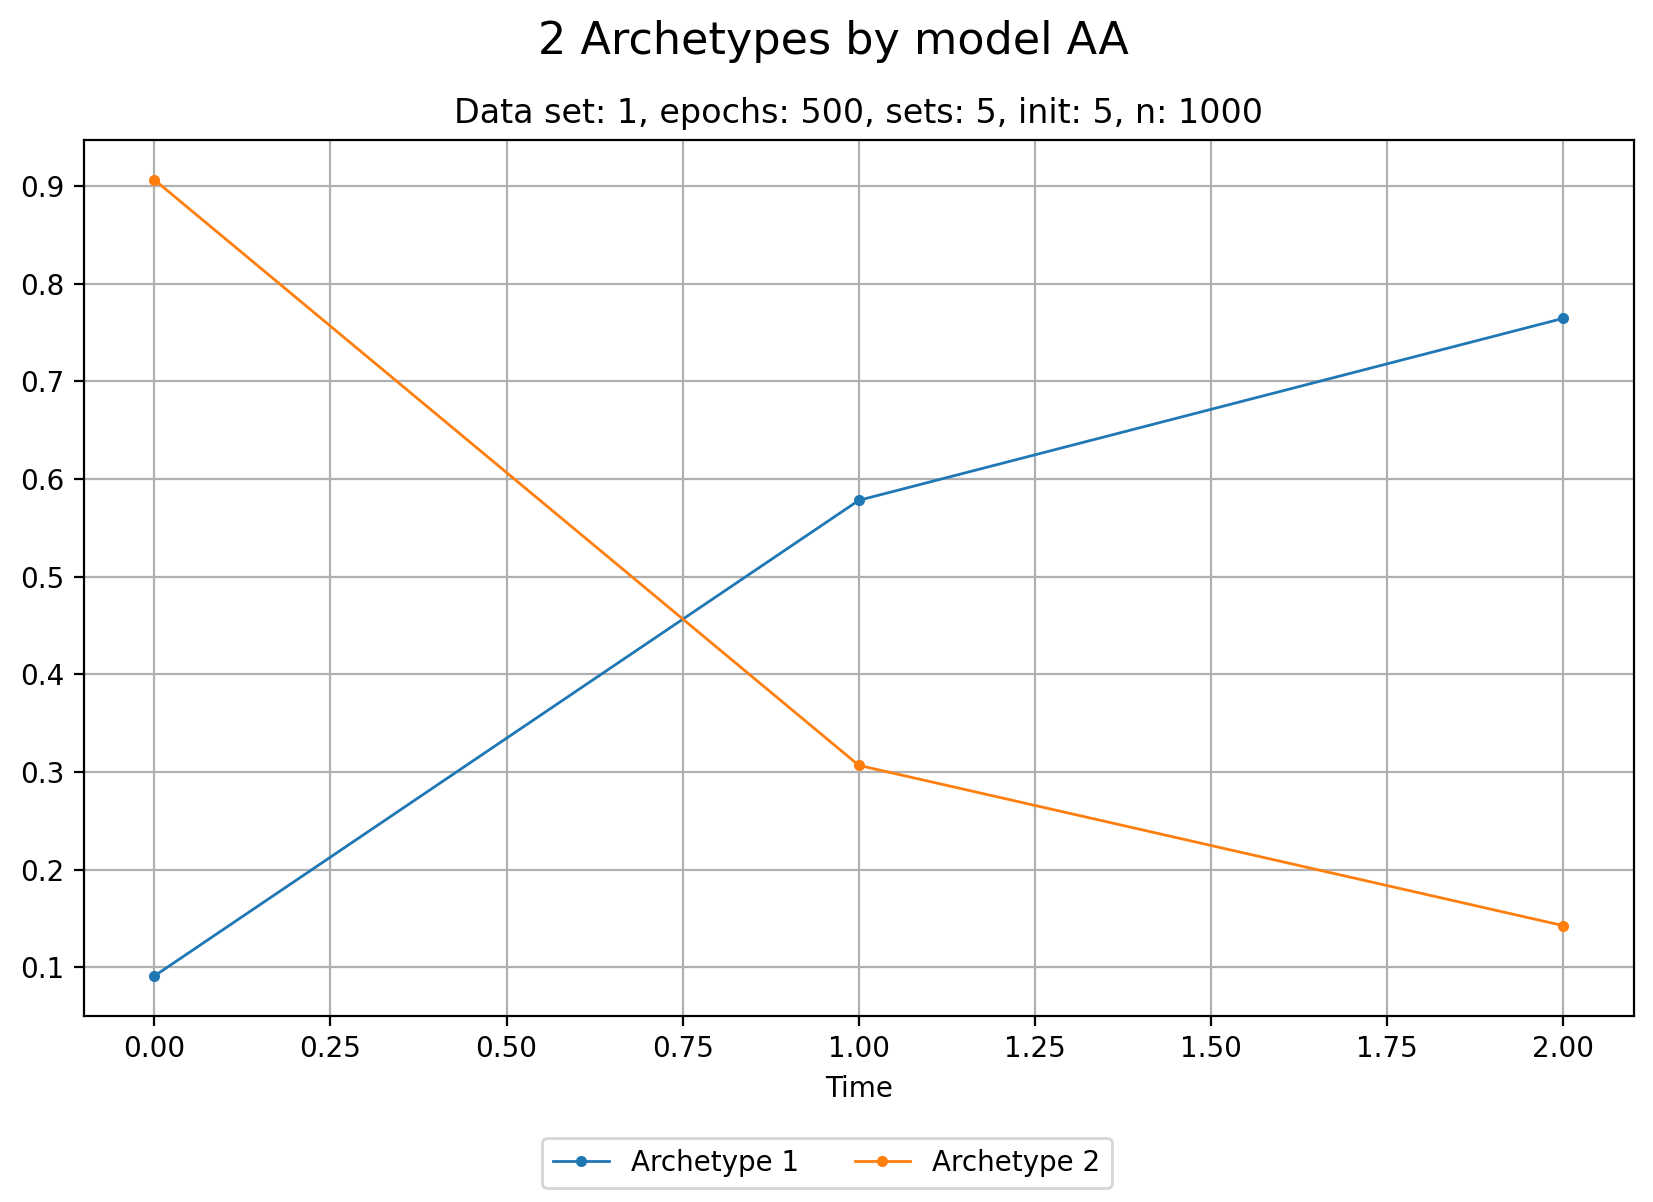 2 Archetypes by model AA
Data set: 1, epochs: 500, sets: 5, init: 5, n: 1000
0.9
0.8
0.7
0.6
0.5
0.4
0.3
0.2
0.1
0.00 0.25 0.50 0.75 1.00 1.25 1.50 1.75 2.00
Time
Archetype 1 Archetype 2